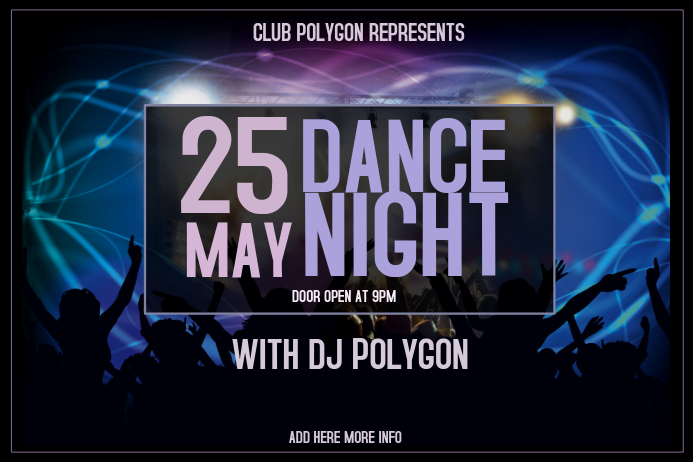 CLUB POLYGON REPRESENTS
25 MAY
DANCE
NIGHT
DOOR OPEN AT 9PM
WITH DJ POLYGON
ADD HERE MORE INFO